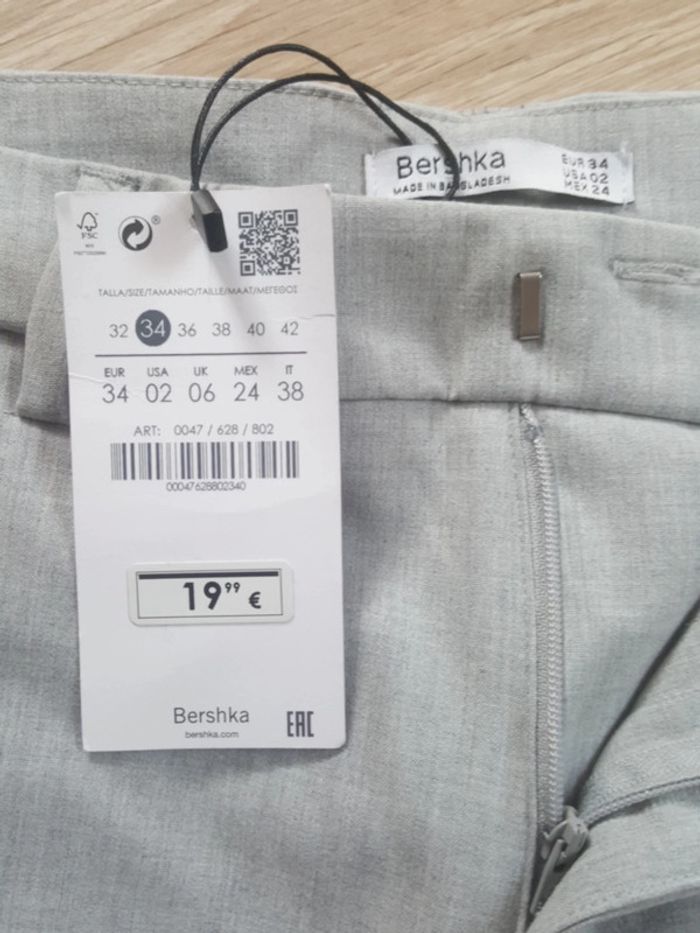 Bershka
MADE IN BANGLADESH
EUR 34
USA 02
MEX 24
FSC
TALLA/SIZE/TAMANHO/TAILLE/MAAT/ΜΕΓΕΘΟΣ
32 34 36 38 40 42
EUR USA UK MEX IT
34 02 06 24 38
ART: 0047 / 628 / 802
00047628802340
19,99 €
Bershka
bershka.com
EAC